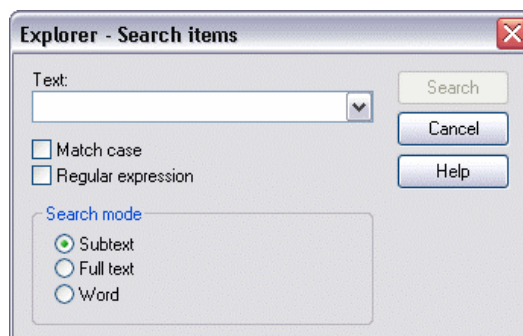 Explorer - Search items
Text:
Search
Cancel
Match case
Regular expression
Help
Search mode
Subtext
Full text
Word